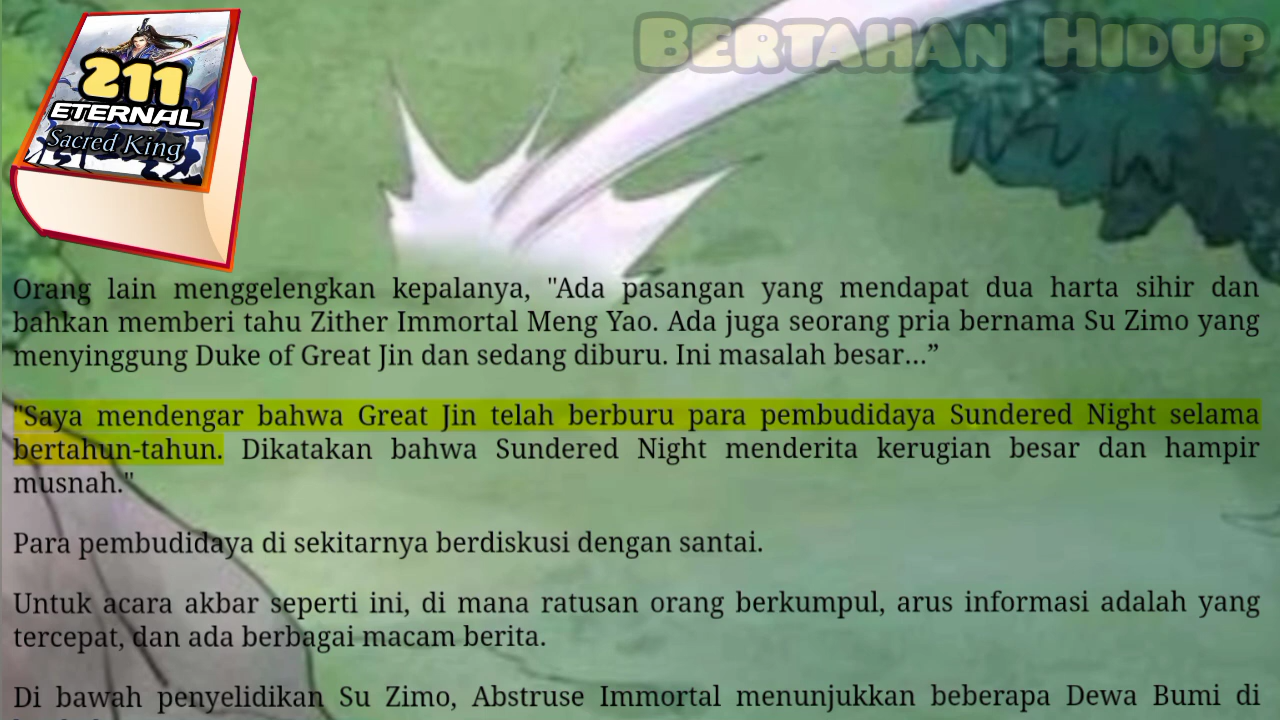 211
ETERNAL
Sacred King
Bertahan Hidup
Orang lain menggelengkan kepalanya, "Ada pasangan yang mendapat dua harta sihir dan
bahkan memberi tahu Zither Immortal Meng Yao. Ada juga seorang pria bernama Su Zimo yang
menyinggung Duke of Great Jin dan sedang diburu. Ini masalah besar...”
"Saya mendengar bahwa Great Jin telah berburu para pembudidaya Sundered Night selama
bertahun-tahun. Dikatakan bahwa Sundered Night menderita kerugian besar dan hampir
musnah."
Para pembudidaya di sekitarnya berdiskusi dengan santai.
Untuk acara akbar seperti ini, di mana ratusan orang berkumpul, arus informasi adalah yang
tercepat, dan ada berbagai macam berita.
Di bawah penyelidikan Su Zimo, Abstruse Immortal menunjukkan beberapa Dewa Bumi di